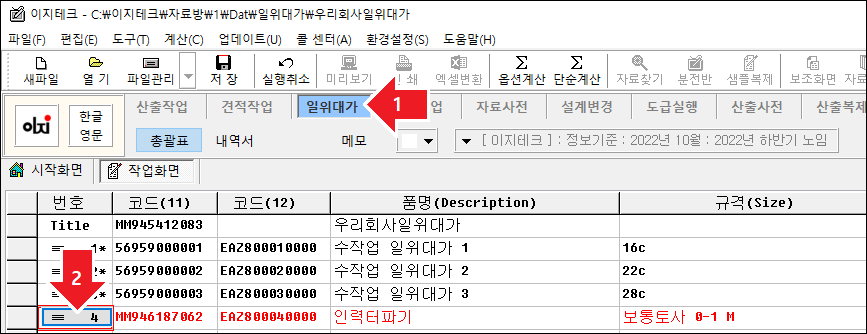 이지테크 - C:₩이지테크₩자료방₩1₩Dat₩일위대가₩우리회사일위대가
파일(F) 편집(E) 도구(T) 계산(C) 업데이트(U) 콜 센터(A) 환경설정(S) 도움말(H)
새파일 열 기 파일관리 저 장 실행취소 미리보기 인 쇄 엑셀변환 옵션계산 단순계산 자료찾기 분전반 샘플복제 보조화면
한글 영문
산출작업 견적작업 일위대가 1 업 자료사전 설계변경 도급실행 산출사전 산출복제
총괄표 내역서 메모 [ 이지테크 ] : 정보기준 : 2022년 10월 : 2022년 하반기 노임
시작화면 작업화면
번호 코드(11) 코드(12) 품명(Description) 규격(Size)
Title MM945412083 우리회사일위대가
1* 56959000001 EAZ800010000 수작업 일위대가 1 16c
2 2* 56959000002 EAZ800020000 수작업 일위대가 2 22c
3* 56959000003 EAZ800030000 수작업 일위대가 3 28c
4 MM946187062 EAZ800040000 인력터파기 보통토사 0-1 M